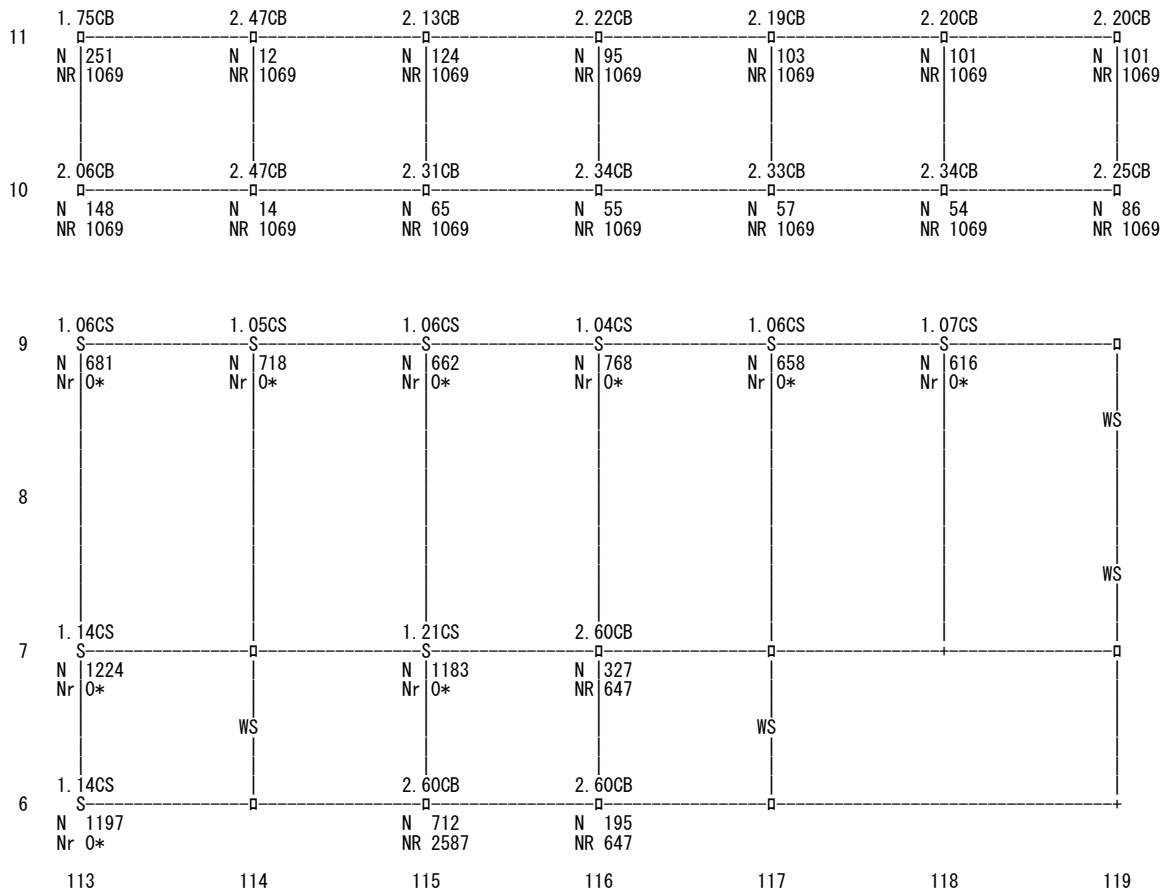 1.75CB 2.47CB 2.13CB 2.22CB 2.19CB 2.20CB 2.20CB
11
N 251 N 12 N 124 N 95 N 103 N 101 N 101
NR 1069 NR 1069 NR 1069 NR 1069 NR 1069 NR 1069 NR 1069
2.06CB 2.47CB 2.31CB 2.34CB 2.33CB 2.34CB 2.25CB
10
N 148 N 14 N 65 N 55 N 57 N 54 N 86
NR 1069 NR 1069 NR 1069 NR 1069 NR 1069 NR 1069 NR 1069
1.06CS 1.05CS 1.06CS 1.04CS 1.06CS 1.07CS
9 S S S S S S
N 681 N 718 N 662 N 768 N 658 N 616
Nr 0* Nr 0* Nr 0* Nr 0* Nr 0* Nr 0*
WS
8
WS
1.14CS 1.21CS 2.60CB
7 S S
N 1224 N 1183 N 327
Nr 0* Nr 0* NR 647
WS WS
1.14CS 2.60CB 2.60CB
6 S
N 1197 N 712 N 195
Nr 0* NR 2587 NR 647
113 114 115 116 117 118 119